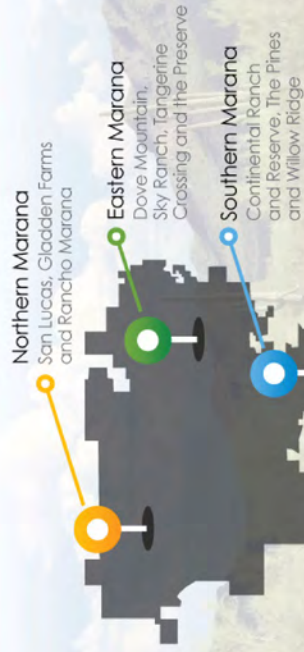 Northern Marana
San Lucas, Gladden Farms
and Rancho Marana
Eastern Marana
Dove Mountain,
Sky Ranch, Tangerine
Crossing and the Preserve
Southern Marana
Continental Ranch
and Reserve, The Pines
and Willow Ridge